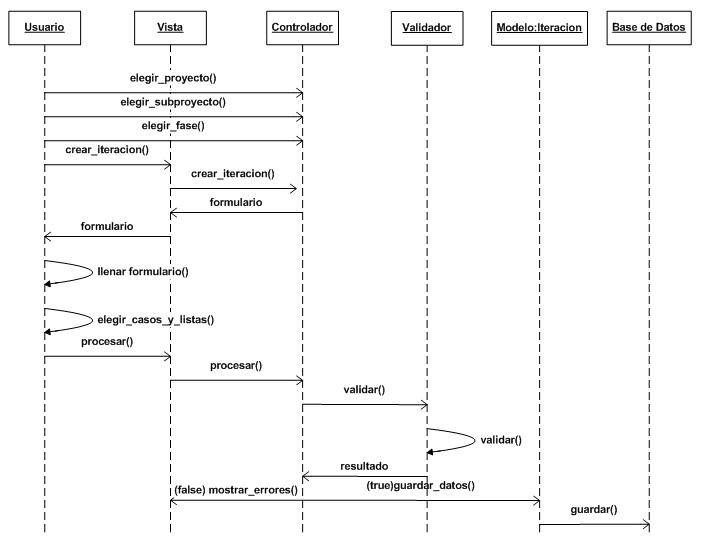 Usuario
Vista
Controlador
Validador
Modelo:Iteracion
Base de Datos
elegir_proyecto()
elegir_subproyecto()
elegir_fase()
crear_iteracion()
crear_iteracion()
formulario
formulario
llenar formulario()
elegir_casos_y_listas()
procesar()
procesar()
validar()
validar()
resultado
(false) mostrar_errores()
(true)guardar_datos()
guardar()